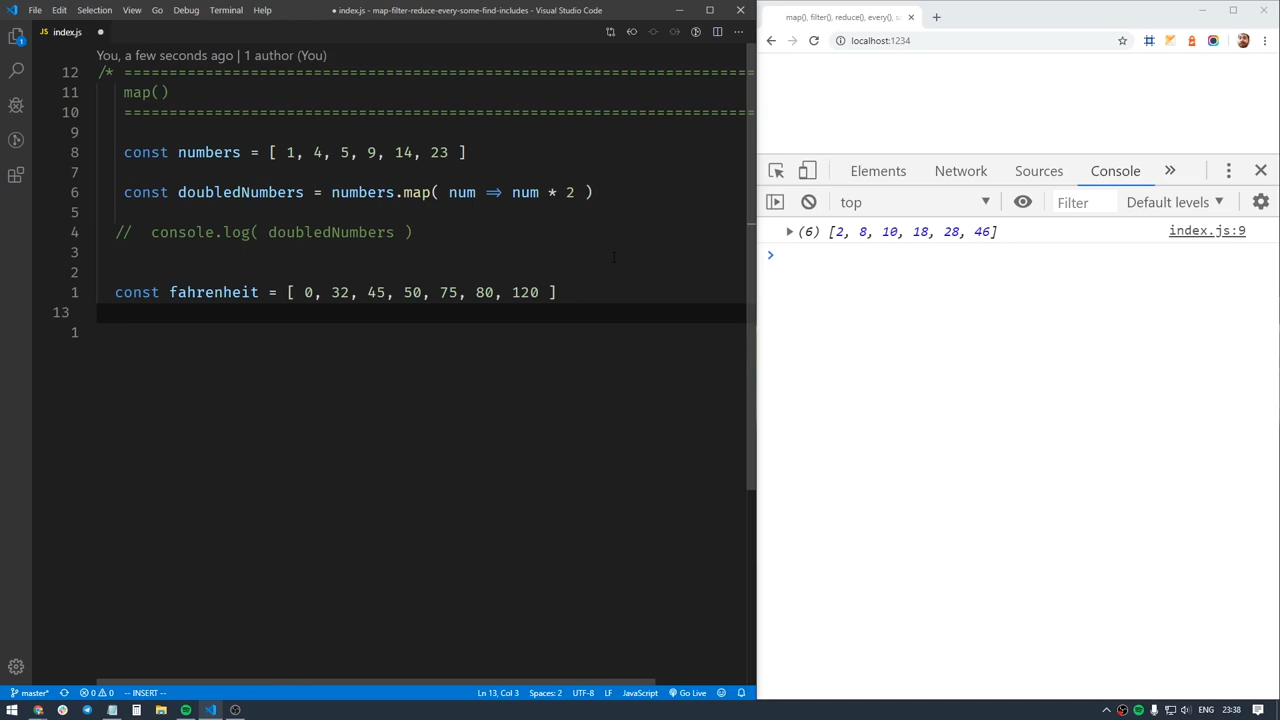 File Edit Selection View Go Debug Terminal Help
● index.js - map-filter-reduce-every-some-find-includes - Visual Studio Code
JS index.js ●
You, a few seconds ago | 1 author (You)
12 /* ======================================================================
11 map()
10 ======================================================================
9
8 const numbers = [ 1, 4, 5, 9, 14, 23 ]
7
6 const doubledNumbers = numbers.map( num => num * 2 )
5
4 // console.log( doubledNumbers )
3
2
1 const fahrenheit = [ 0, 32, 45, 50, 75, 80, 120 ]
13
1
master* 0 0 -- INSERT -- Ln 13, Col 3 Spaces: 2 UTF-8 LF JavaScript Go Live
map(), filter(), reduce(), every(), s
localhost:1234
Elements Network Sources Console »
top Filter Default levels
(6) [2, 8, 10, 18, 28, 46] index.js:9
ENG 23:38